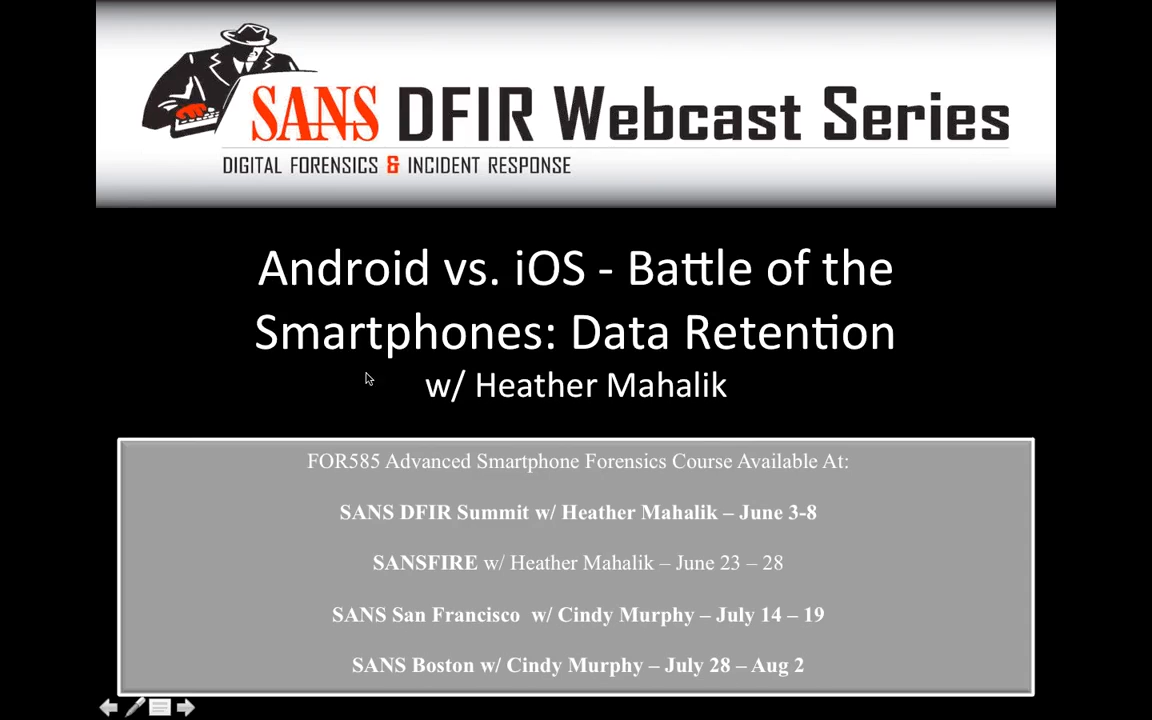 SANS DFIR Webcast Series
DIGITAL FORENSICS & INCIDENT RESPONSE
Android vs. iOS - Battle of the
Smartphones: Data Retention
w/ Heather Mahalik
FOR585 Advanced Smartphone Forensics Course Available At:
SANS DFIR Summit w/ Heather Mahalik – June 3-8
SANSFIRE w/ Heather Mahalik – June 23 – 28
SANS San Francisco w/ Cindy Murphy – July 14 – 19
SANS Boston w/ Cindy Murphy – July 28 – Aug 2